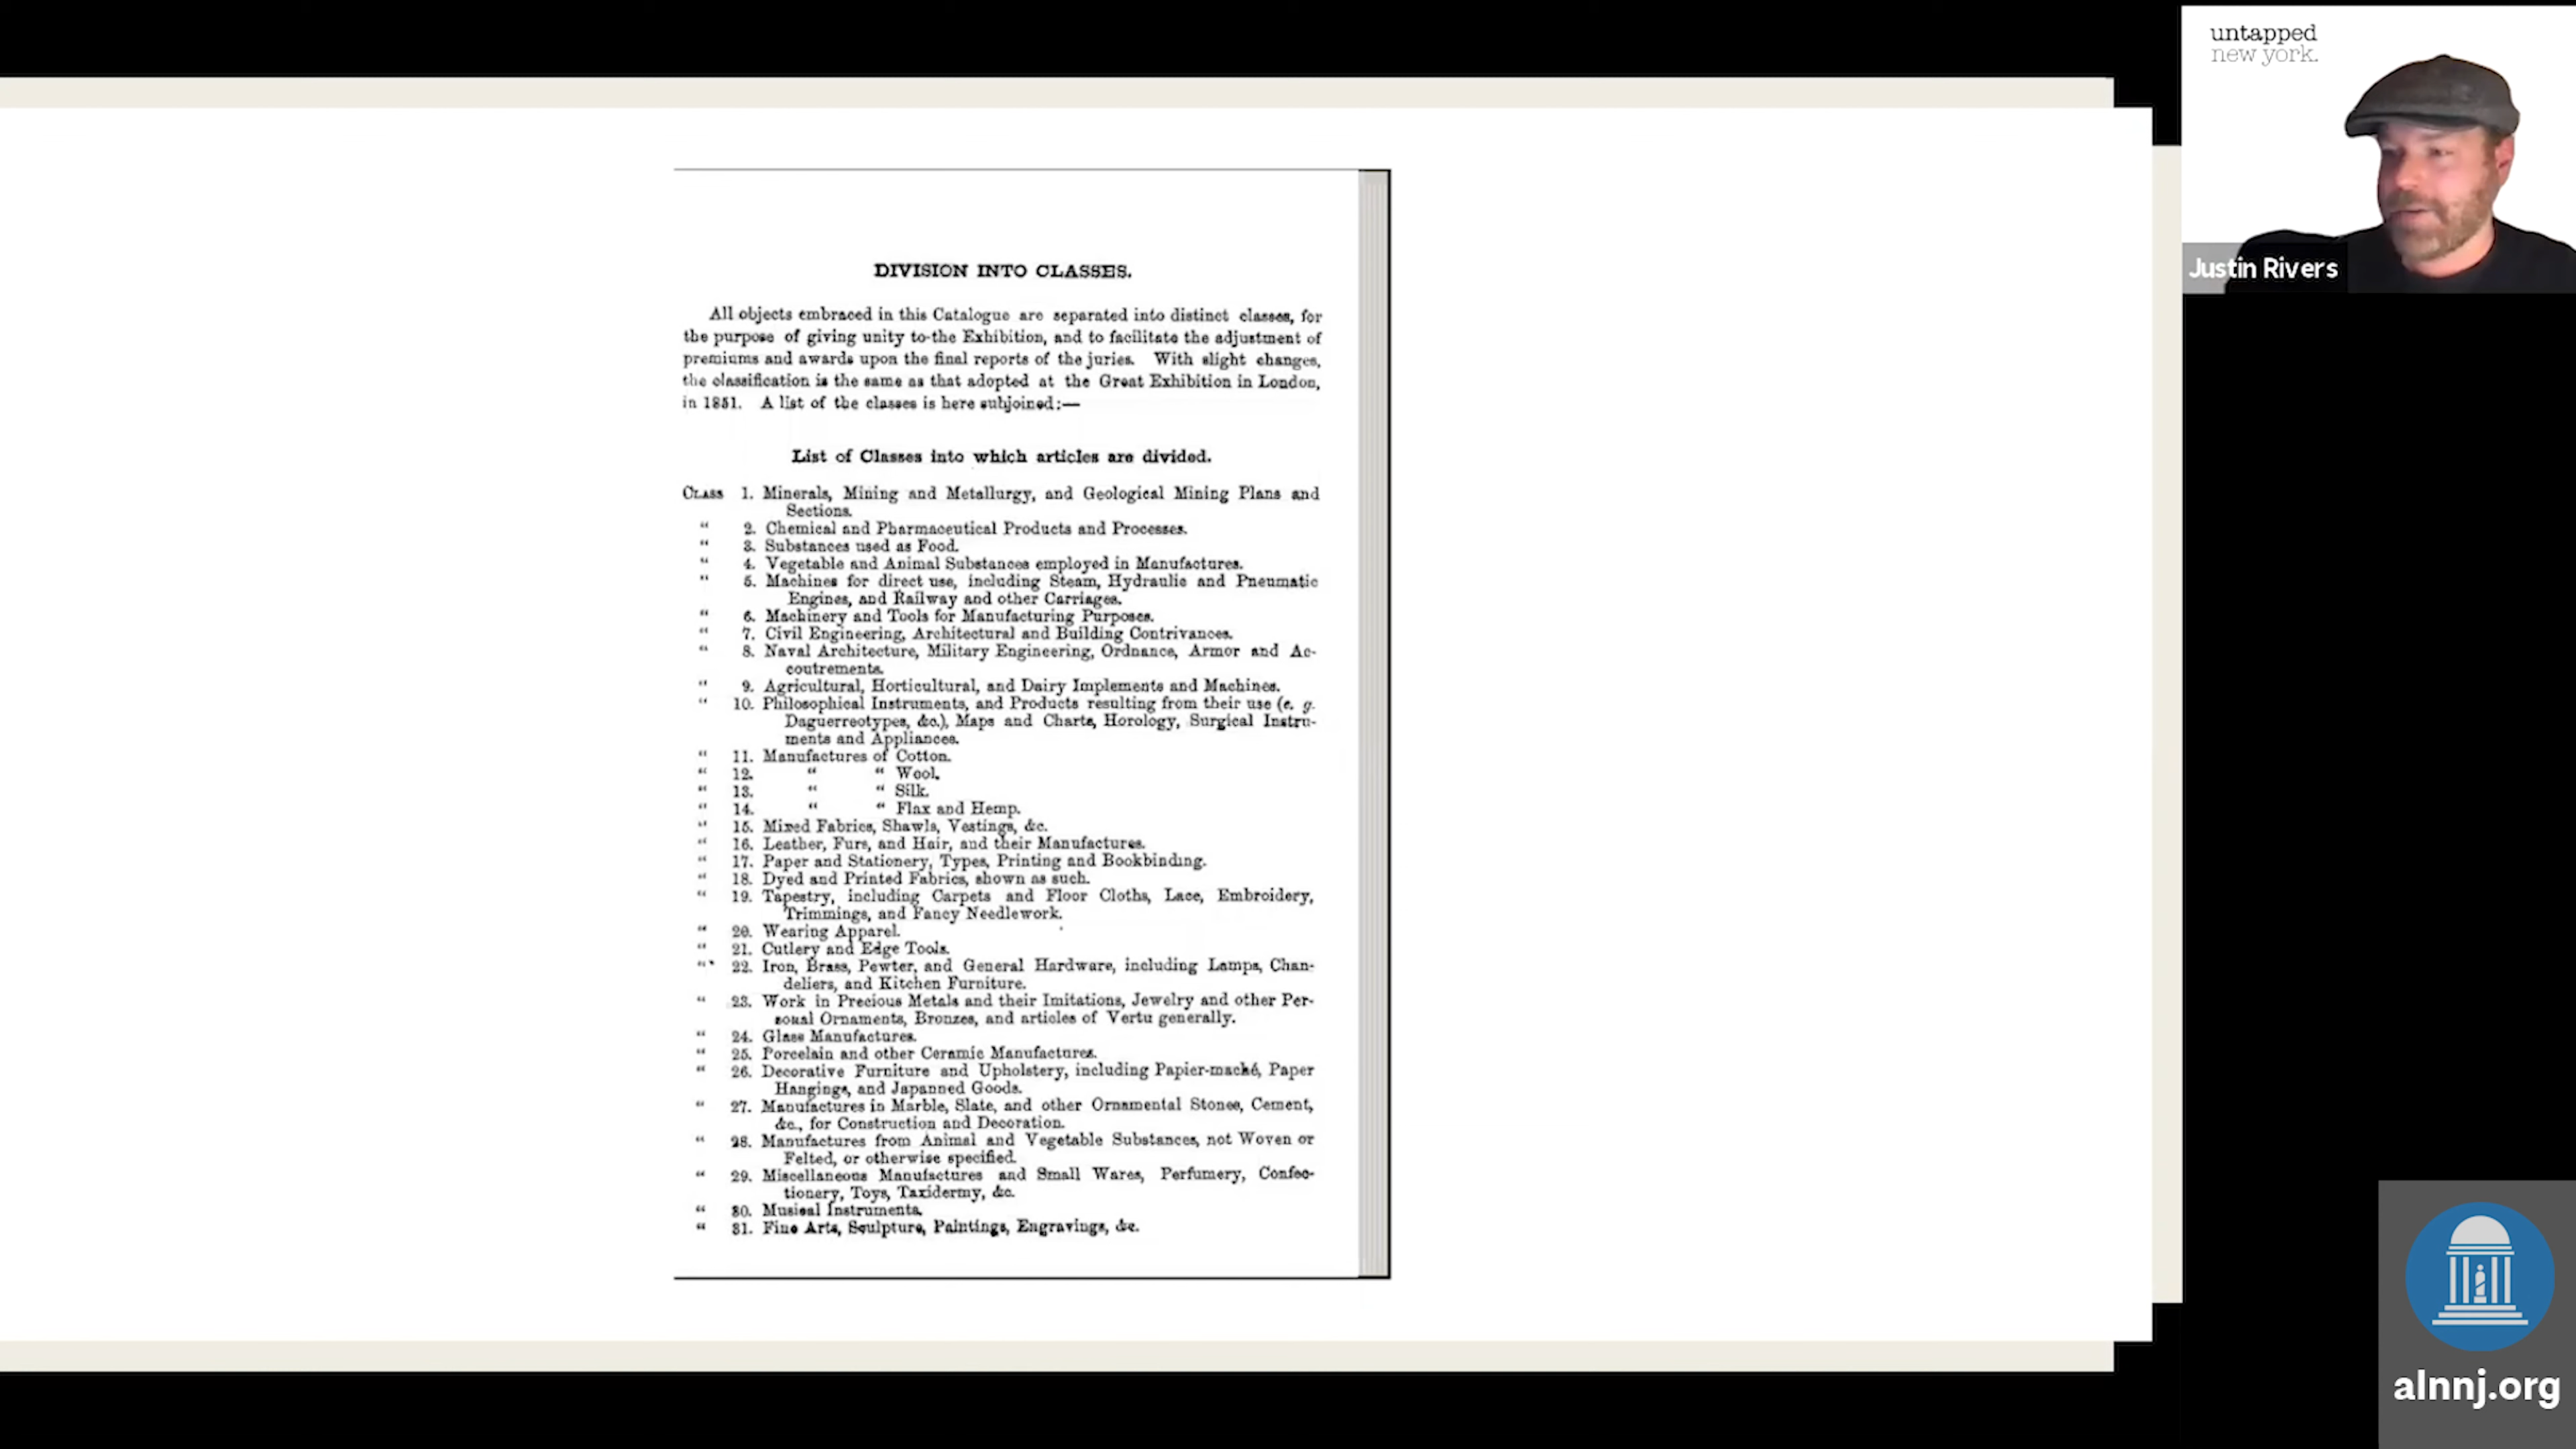 DIVISION INTO CLASSES.
All objects embraced in this Catalogue are separated into distinct classes, for
the purpose of giving unity to the Exhibition, and to facilitate the adjustment of
premiums and awards upon the final reports of the juries. With slight changes,
the classification is the same as that adopted at the Great Exhibition in London,
in 1851. A list of the classes is here subjoined:—
List of Classes into which articles are divided.
CLASS 1. Minerals, Mining and Metallurgy, and Geological Mining Plans and
Sections.
" 2. Chemical and Pharmaceutical Products and Processes.
" 3. Substances used as Food.
" 4. Vegetable and Animal Substances employed in Manufactures.
" 5. Machines for direct use, including Steam, Hydraulic and Pneumatic
Engines, and Railway and other Carriages.
" 6. Machinery and Tools for Manufacturing Purposes.
" 7. Civil Engineering, Architectural and Building Contrivances.
" 8. Naval Architecture, Military Engineering, Ordnance, Armor and Ac-
coutrements.
" 9. Agricultural, Horticultural, and Dairy Implements and Machines.
" 10. Philosophical Instruments, and Products resulting from their use (e. g.
Daguerreotypes, &c.), Maps and Charts, Horology, Surgical Instru-
ments and Appliances.
" 11. Manufactures of Cotton.
" 12. " " Wool.
" 13. " " Silk.
" 14. " " Flax and Hemp.
" 15. Mixed Fabrics, Shawls, Vestings, &c.
" 16. Leather, Furs, and Hair, and their Manufactures.
" 17. Paper and Stationery, Types, Printing and Bookbinding.
" 18. Dyed and Printed Fabrics, shown as such.
" 19. Tapestry, including Carpets and Floor Cloths, Lace, Embroidery,
Trimmings, and Fancy Needlework.
" 20. Wearing Apparel.
" 21. Cutlery and Edge Tools.
" 22. Iron, Brass, Pewter, and General Hardware, including Lamps, Chan-
deliers, and Kitchen Furniture.
" 23. Work in Precious Metals and their Imitations, Jewelry and other Per-
sonal Ornaments, Bronzes, and articles of Vertu generally.
" 24. Glass Manufactures.
" 25. Porcelain and other Ceramic Manufactures.
" 26. Decorative Furniture and Upholstery, including Papier-maché, Paper
Hangings, and Japanned Goods.
" 27. Manufactures in Marble, Slate, and other Ornamental Stones, Cement,
&c., for Construction and Decoration.
" 28. Manufactures from Animal and Vegetable Substances, not Woven or
Felted, or otherwise specified.
" 29. Miscellaneous Manufactures and Small Wares, Perfumery, Confec-
tionery, Toys, Taxidermy, &c.
" 30. Musical Instruments.
" 31. Fine Arts, Sculpture, Paintings, Engravings, &c.
untapped
new york.
Justin Rivers
alnnj.org